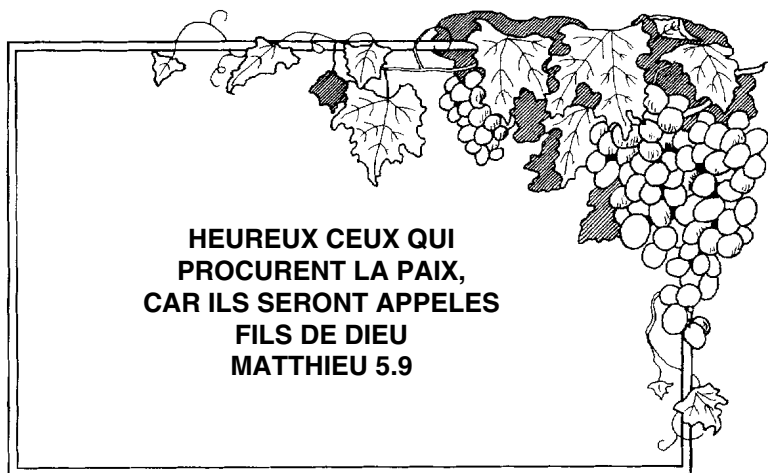 HEUREUX CEUX QUI
PROCURENT LA PAIX,
CAR ILS SERONT APPELES
FILS DE DIEU
MATTHIEU 5.9